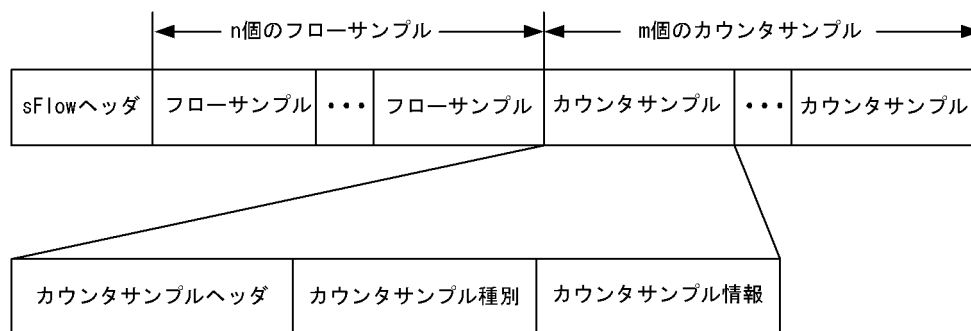 n個のフローサンプル
m個のカウンタサンプル
sFlowヘッダ
フローサンプル
・・・
フローサンプル
カウンタサンプル
・・・
カウンタサンプル
カウンタサンプルヘッダ
カウンタサンプル種別
カウンタサンプル情報